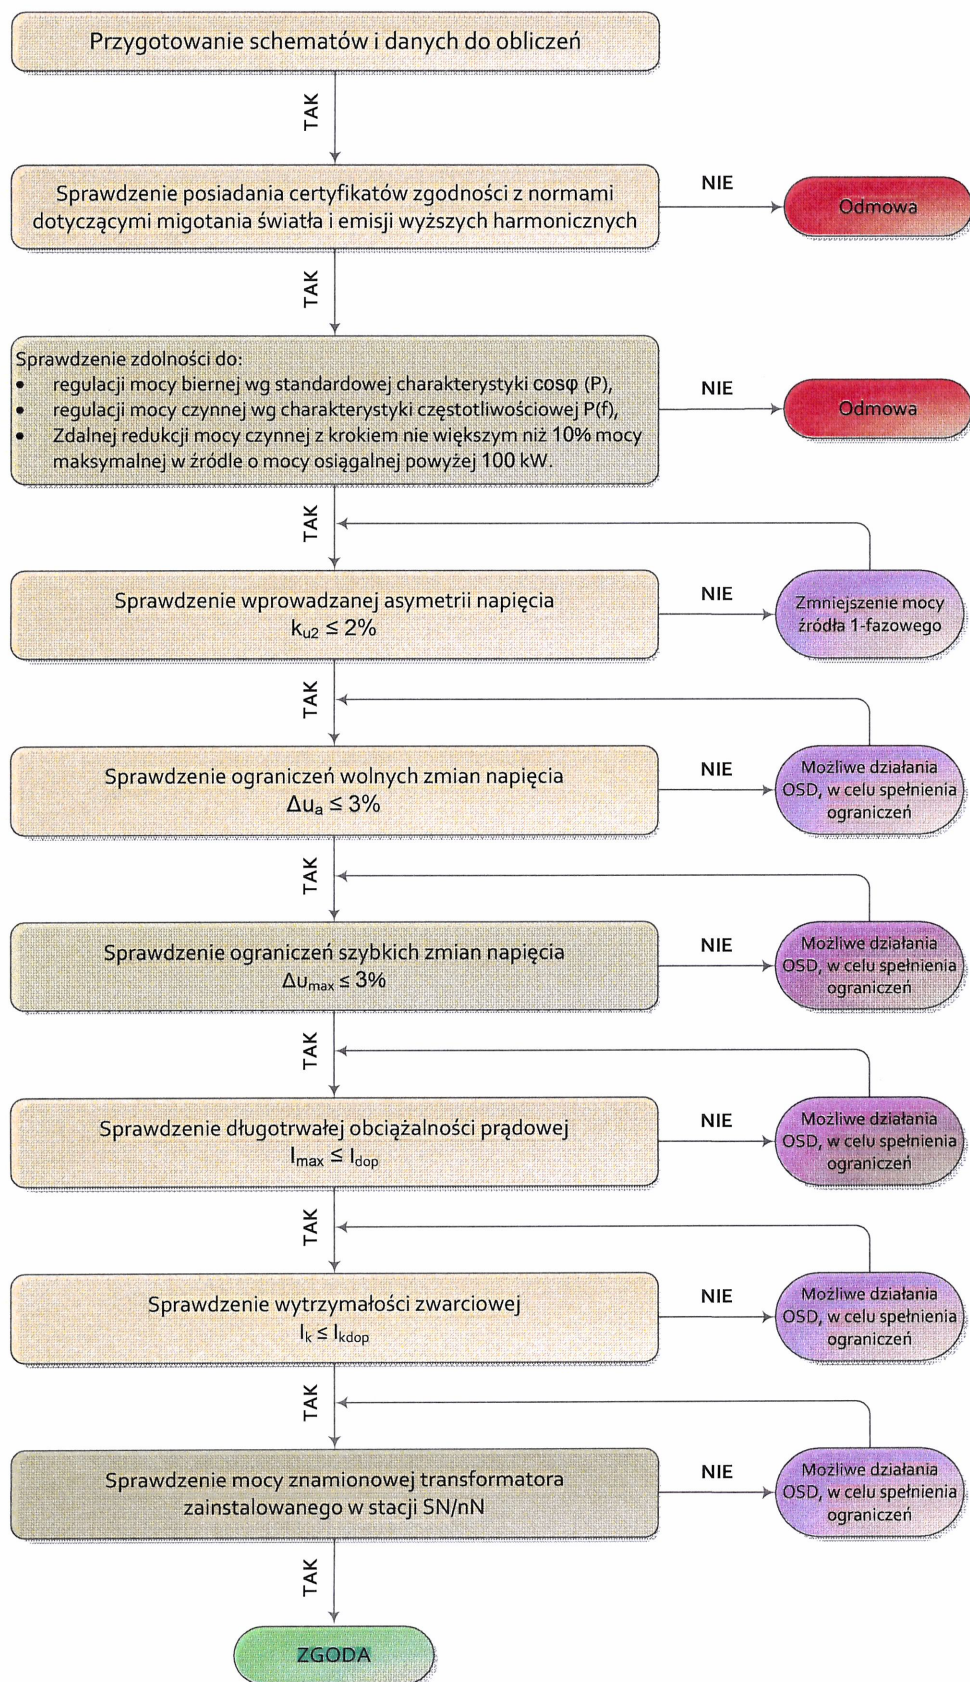 Przygotowanie schematów i danych do obliczeń
TAK
Sprawdzenie posiadania certyfikatów zgodności z normami
dotyczącymi migotania światła i emisji wyższych harmonicznych
NIE
Odmowa
TAK
Sprawdzenie zdolności do:
• regulacji mocy biernej wg standardowej charakterystyki cosφ (P),
• regulacji mocy czynnej wg charakterystyki częstotliwościowej P(f),
• Zdalnej redukcji mocy czynnej z krokiem nie większym niż 10% mocy
maksymalnej w źródle o mocy osiągalnej powyżej 100 kW.
NIE
Odmowa
TAK
Sprawdzenie wprowadzanej asymetrii napięcia
k_u2 ≤ 2%
NIE
Zmniejszenie mocy
źródła 1-fazowego
TAK
Sprawdzenie ograniczeń wolnych zmian napięcia
Δu_a ≤ 3%
NIE
Możliwe działania
OSD, w celu spełnienia
ograniczeń
TAK
Sprawdzenie ograniczeń szybkich zmian napięcia
Δu_max ≤ 3%
NIE
Możliwe działania
OSD, w celu spełnienia
ograniczeń
TAK
Sprawdzenie długotrwałej obciążalności prądowej
I_max ≤ I_dop
NIE
Możliwe działania
OSD, w celu spełnienia
ograniczeń
TAK
Sprawdzenie wytrzymałości zwarciowej
I_k ≤ I_kdop
NIE
Możliwe działania
OSD, w celu spełnienia
ograniczeń
TAK
Sprawdzenie mocy znamionowej transformatora
zainstalowanego w stacji SN/nN
NIE
Możliwe działania
OSD, w celu spełnienia
ograniczeń
TAK
ZGODA